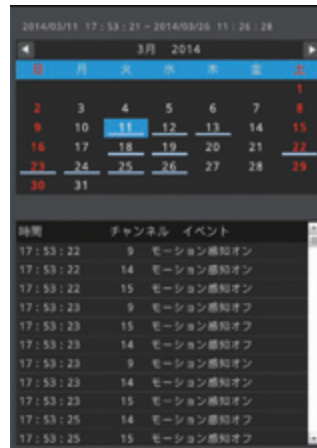 2014/03/11 17 : 53 : 21 ~ 2014/03/26 11 : 26 : 28
3月 2014
日 月 火 水 木 金 土
1
2 3 4 5 6 7 8
9 10 11 12 13 14 15
16 17 18 19 20 21 22
23 24 25 26 27 28 29
30 31
時間 チャンネル イベント
17 : 53 : 22 9 モーション感知オン
17 : 53 : 22 14 モーション感知オン
17 : 53 : 22 15 モーション感知オン
17 : 53 : 23 9 モーション感知オフ
17 : 53 : 23 15 モーション感知オフ
17 : 53 : 23 14 モーション感知オフ
17 : 53 : 23 9 モーション感知オン
17 : 53 : 23 14 モーション感知オン
17 : 53 : 23 15 モーション感知オン
17 : 53 : 25 14 モーション感知オフ
17 : 53 : 25 15 モーション感知オフ